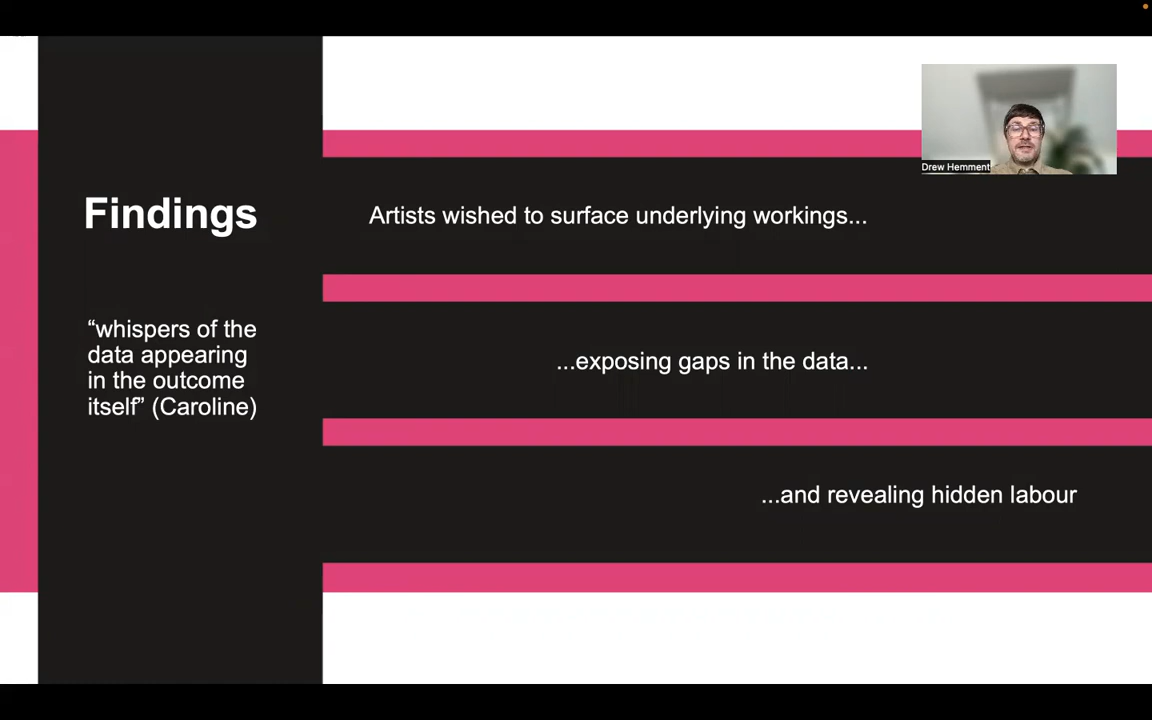 Drew Hemment
Findings
Artists wished to surface underlying workings...
“whispers of the
data appearing
in the outcome
itself” (Caroline)
...exposing gaps in the data...
...and revealing hidden labour